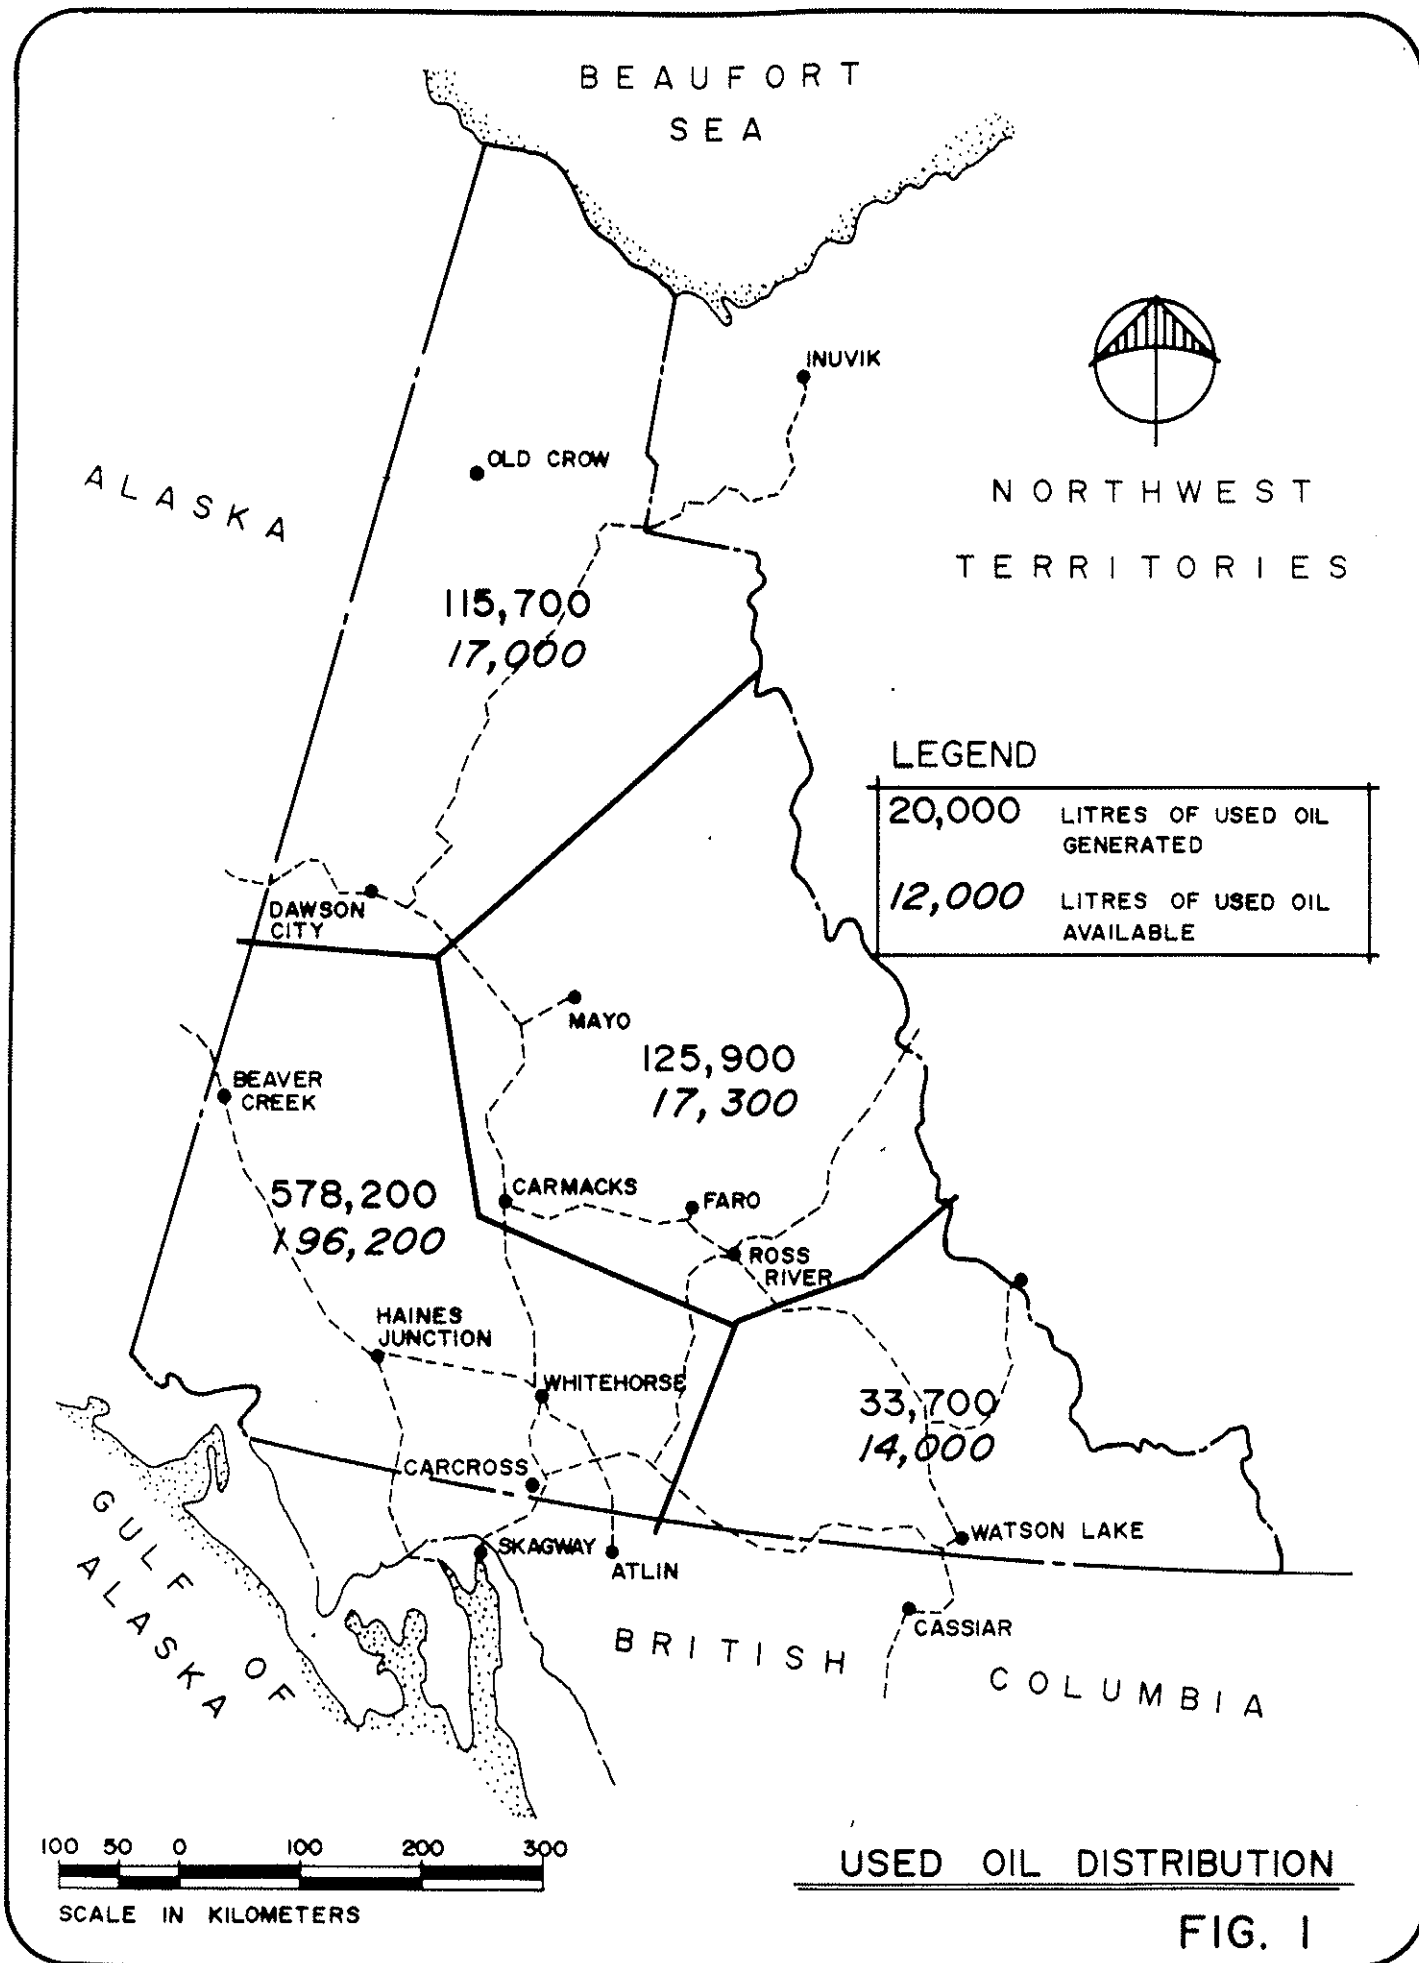 BEAUFORT
SEA
INUVIK
OLD CROW
ALASKA
NORTHWEST
TERRITORIES
115,700
17,000
LEGEND
20,000 LITRES OF USED OIL
GENERATED
12,000 LITRES OF USED OIL
AVAILABLE
DAWSON
CITY
MAYO
125,900
17,300
BEAVER
CREEK
578,200
196,200
CARMACKS
FARO
ROSS
RIVER
HAINES
JUNCTION
WHITEHORSE
33,700
14,000
CARCROSS
GULF OF
ALASKA
SKAGWAY
ATLIN
WATSON LAKE
CASSIAR
BRITISH COLUMBIA
100 50 0 100 200 300
SCALE IN KILOMETERS
USED OIL DISTRIBUTION
FIG. 1